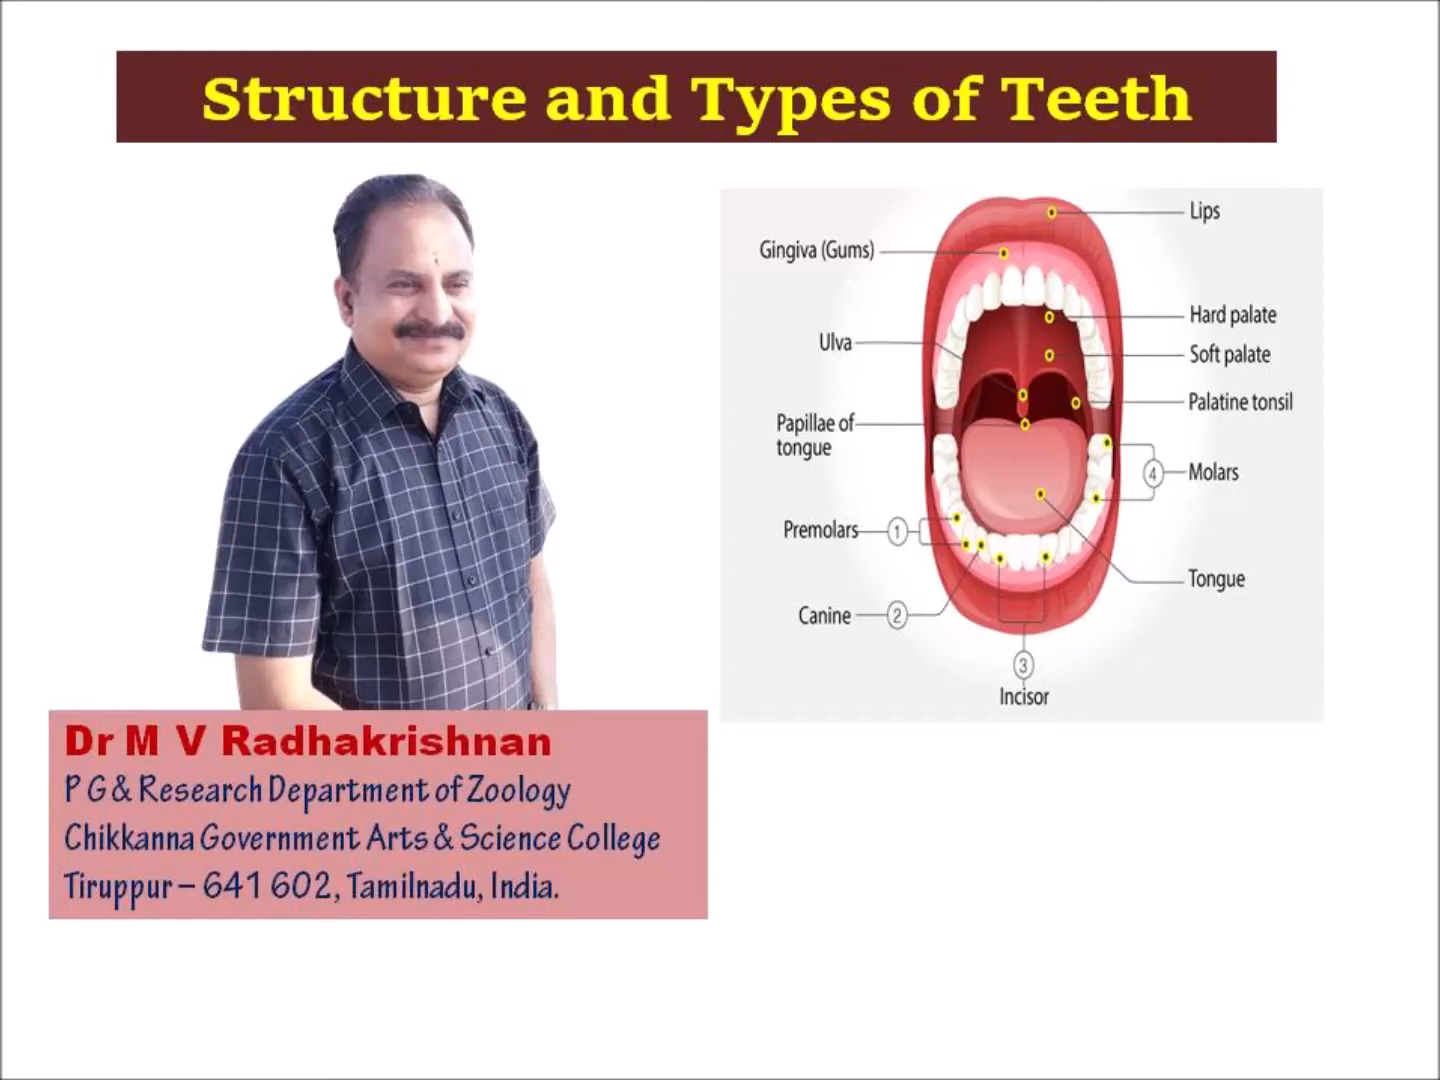 Structure and Types of Teeth
Lips
Gingiva (Gums)
Hard palate
Ulva
Soft palate
Palatine tonsil
Papillae of
tongue
4 Molars
Premolars 1
Tongue
Canine 2
3
Incisor
Dr M V Radhakrishnan
P G & Research Department of Zoology
Chikkanna Government Arts & Science College
Tiruppur – 641 602, Tamilnadu, India.